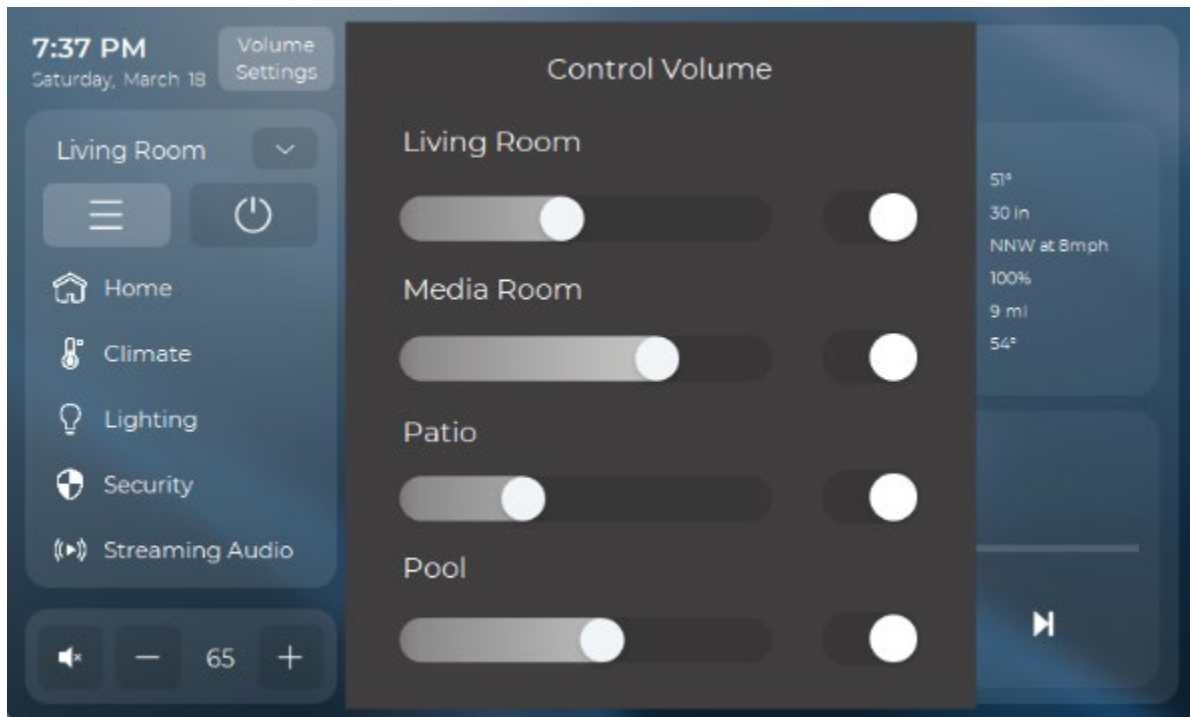 7:37 PM
Saturday, March 18
Volume
Settings
Living Room
Home
Climate
Lighting
Security
Streaming Audio
65
Control Volume
Living Room
Media Room
Patio
Pool
51°
30 in
NNW at 8mph
100%
9 mi
54°